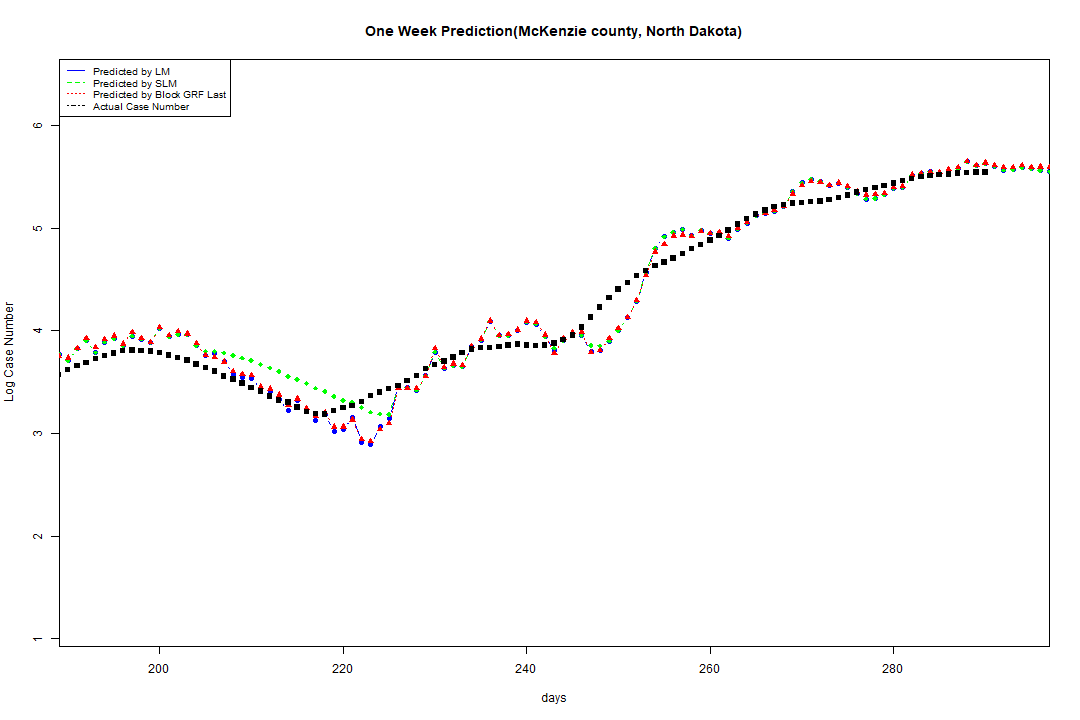 One Week Prediction(McKenzie county, North Dakota)
Predicted by LM
Predicted by SLM
Predicted by Block GRF Last
Actual Case Number
6
5
4
3
2
1
Log Case Number
200 220 240 260 280
days